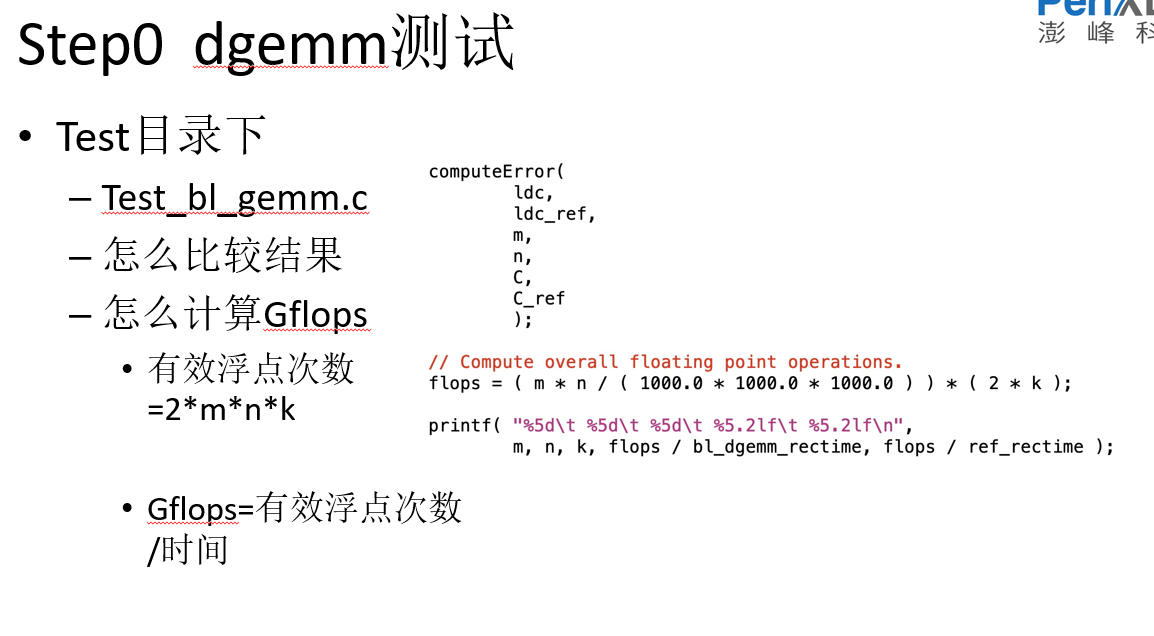 Step0 dgemm测试
澎 峰 科
• Test目录下
– Test_bl_gemm.c
– 怎么比较结果
– 怎么计算Gflops
• 有效浮点次数
=2*m*n*k
• Gflops=有效浮点次数
/时间
computeError(
ldc,
ldc_ref,
m,
n,
C,
C_ref
);
// Compute overall floating point operations.
flops = ( m * n / ( 1000.0 * 1000.0 * 1000.0 ) ) * ( 2 * k );
printf( "%5d\t %5d\t %5d\t %5.2lf\t %5.2lf\n",
m, n, k, flops / bl_dgemm_rectime, flops / ref_rectime );